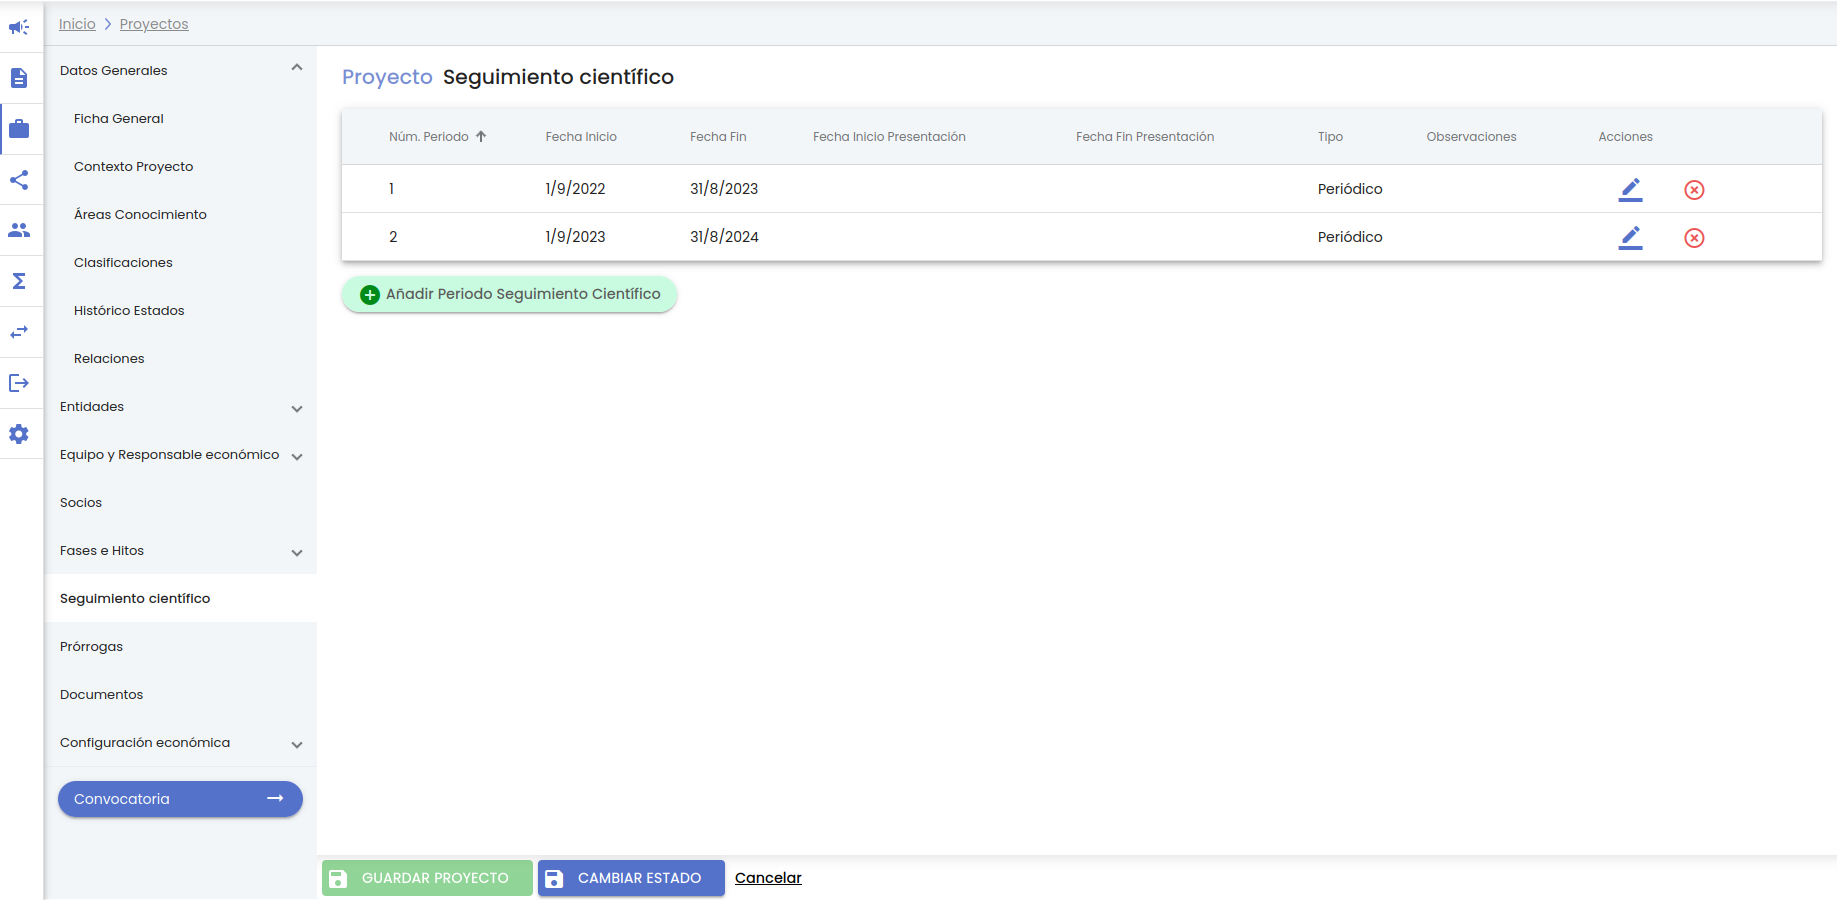 Inicio > Proyectos
Datos Generales
Ficha General
Contexto Proyecto
Áreas Conocimiento
Clasificaciones
Histórico Estados
Relaciones
Entidades
Equipo y Responsable económico
Socios
Fases e Hitos
Seguimiento científico
Prórrogas
Documentos
Configuración económica
Convocatoria
Proyecto Seguimiento científico
Núm. Periodo Fecha Inicio Fecha Fin Fecha Inicio Presentación Fecha Fin Presentación Tipo Observaciones Acciones
1 1/9/2022 31/8/2023 Periódico
2 1/9/2023 31/8/2024 Periódico
Añadir Periodo Seguimiento Científico
GUARDAR PROYECTO CAMBIAR ESTADO Cancelar